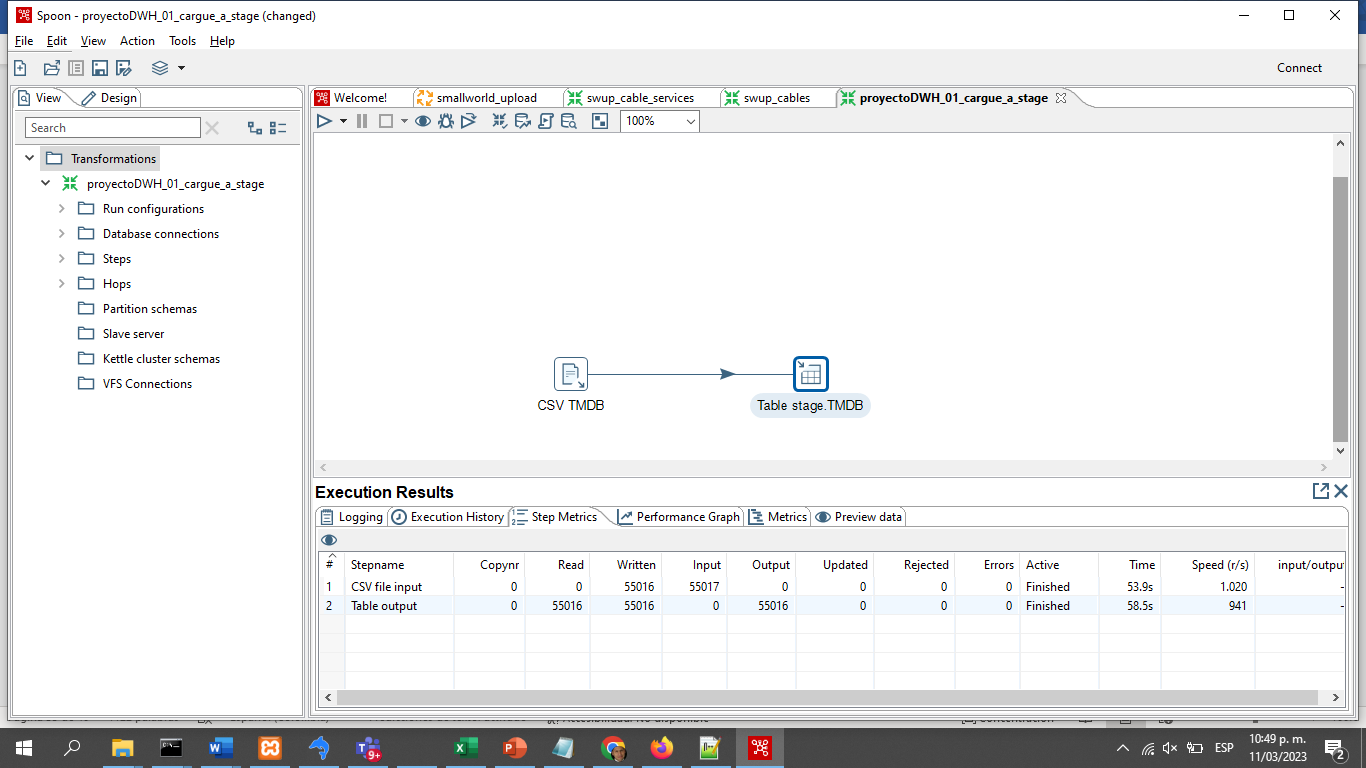 Spoon - proyectoDWH_01_cargue_a_stage (changed)
File Edit View Action Tools Help
Connect
View Design
Welcome! smallworld_upload swup_cable_services swup_cables proyectoDWH_01_cargue_a_stage
Search
100%
Transformations
proyectoDWH_01_cargue_a_stage
Run configurations
Database connections
Steps
Hops
Partition schemas
Slave server
Kettle cluster schemas
VFS Connections
CSV TMDB
Table stage.TMDB
Execution Results
Logging Execution History Step Metrics Performance Graph Metrics Preview data
# Stepname Copynr Read Written Input Output Updated Rejected Errors Active Time Speed (r/s) input/outpu
1 CSV file input 0 0 55016 55017 0 0 0 0 Finished 53.9s 1.020 -
2 Table output 0 55016 55016 0 55016 0 0 0 Finished 58.5s 941 -
9+
ESP
10:49 p. m.
11/03/2023
2